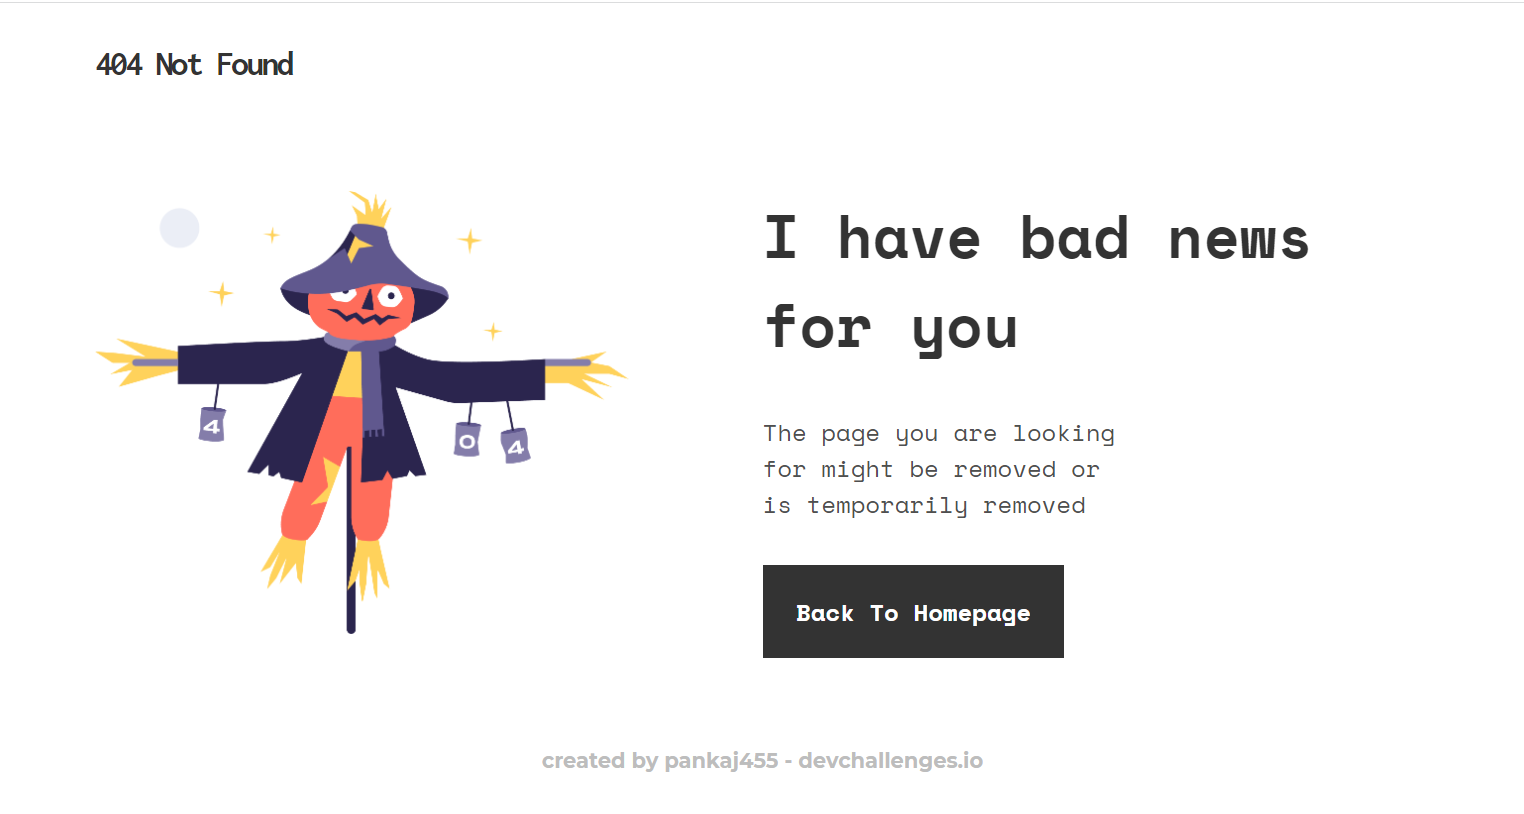 404 Not Found
4
0
4
I have bad news
for you
The page you are looking
for might be removed or
is temporarily removed
Back To Homepage
created by pankaj455 - devchallenges.io